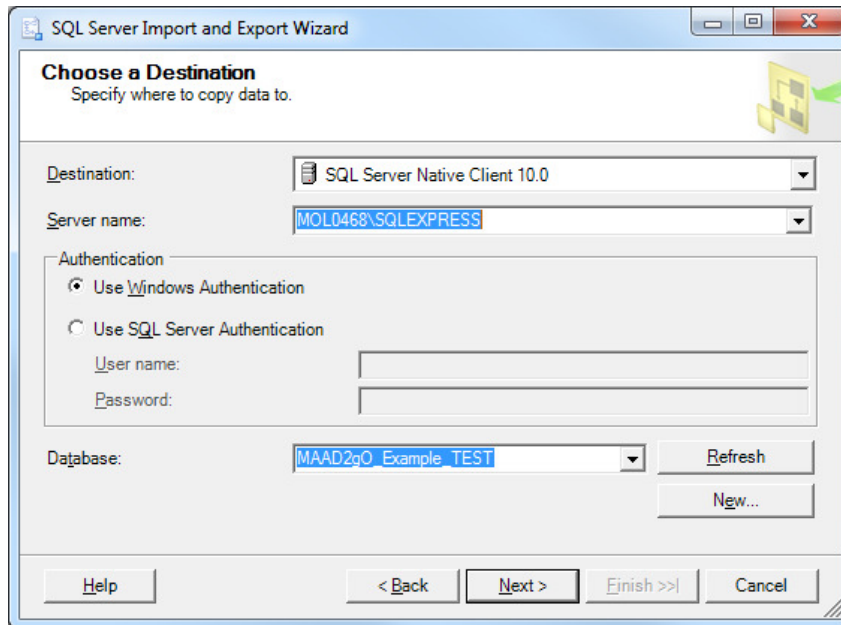 SQL Server Import and Export Wizard
Choose a Destination
Specify where to copy data to.
Destination: SQL Server Native Client 10.0
Server name: MOL0468\SQLEXPRESS
Authentication
Use Windows Authentication
Use SQL Server Authentication
User name:
Password:
Database: MAAD2gO_Example_TEST Refresh
New...
Help < Back Next > Finish >>| Cancel